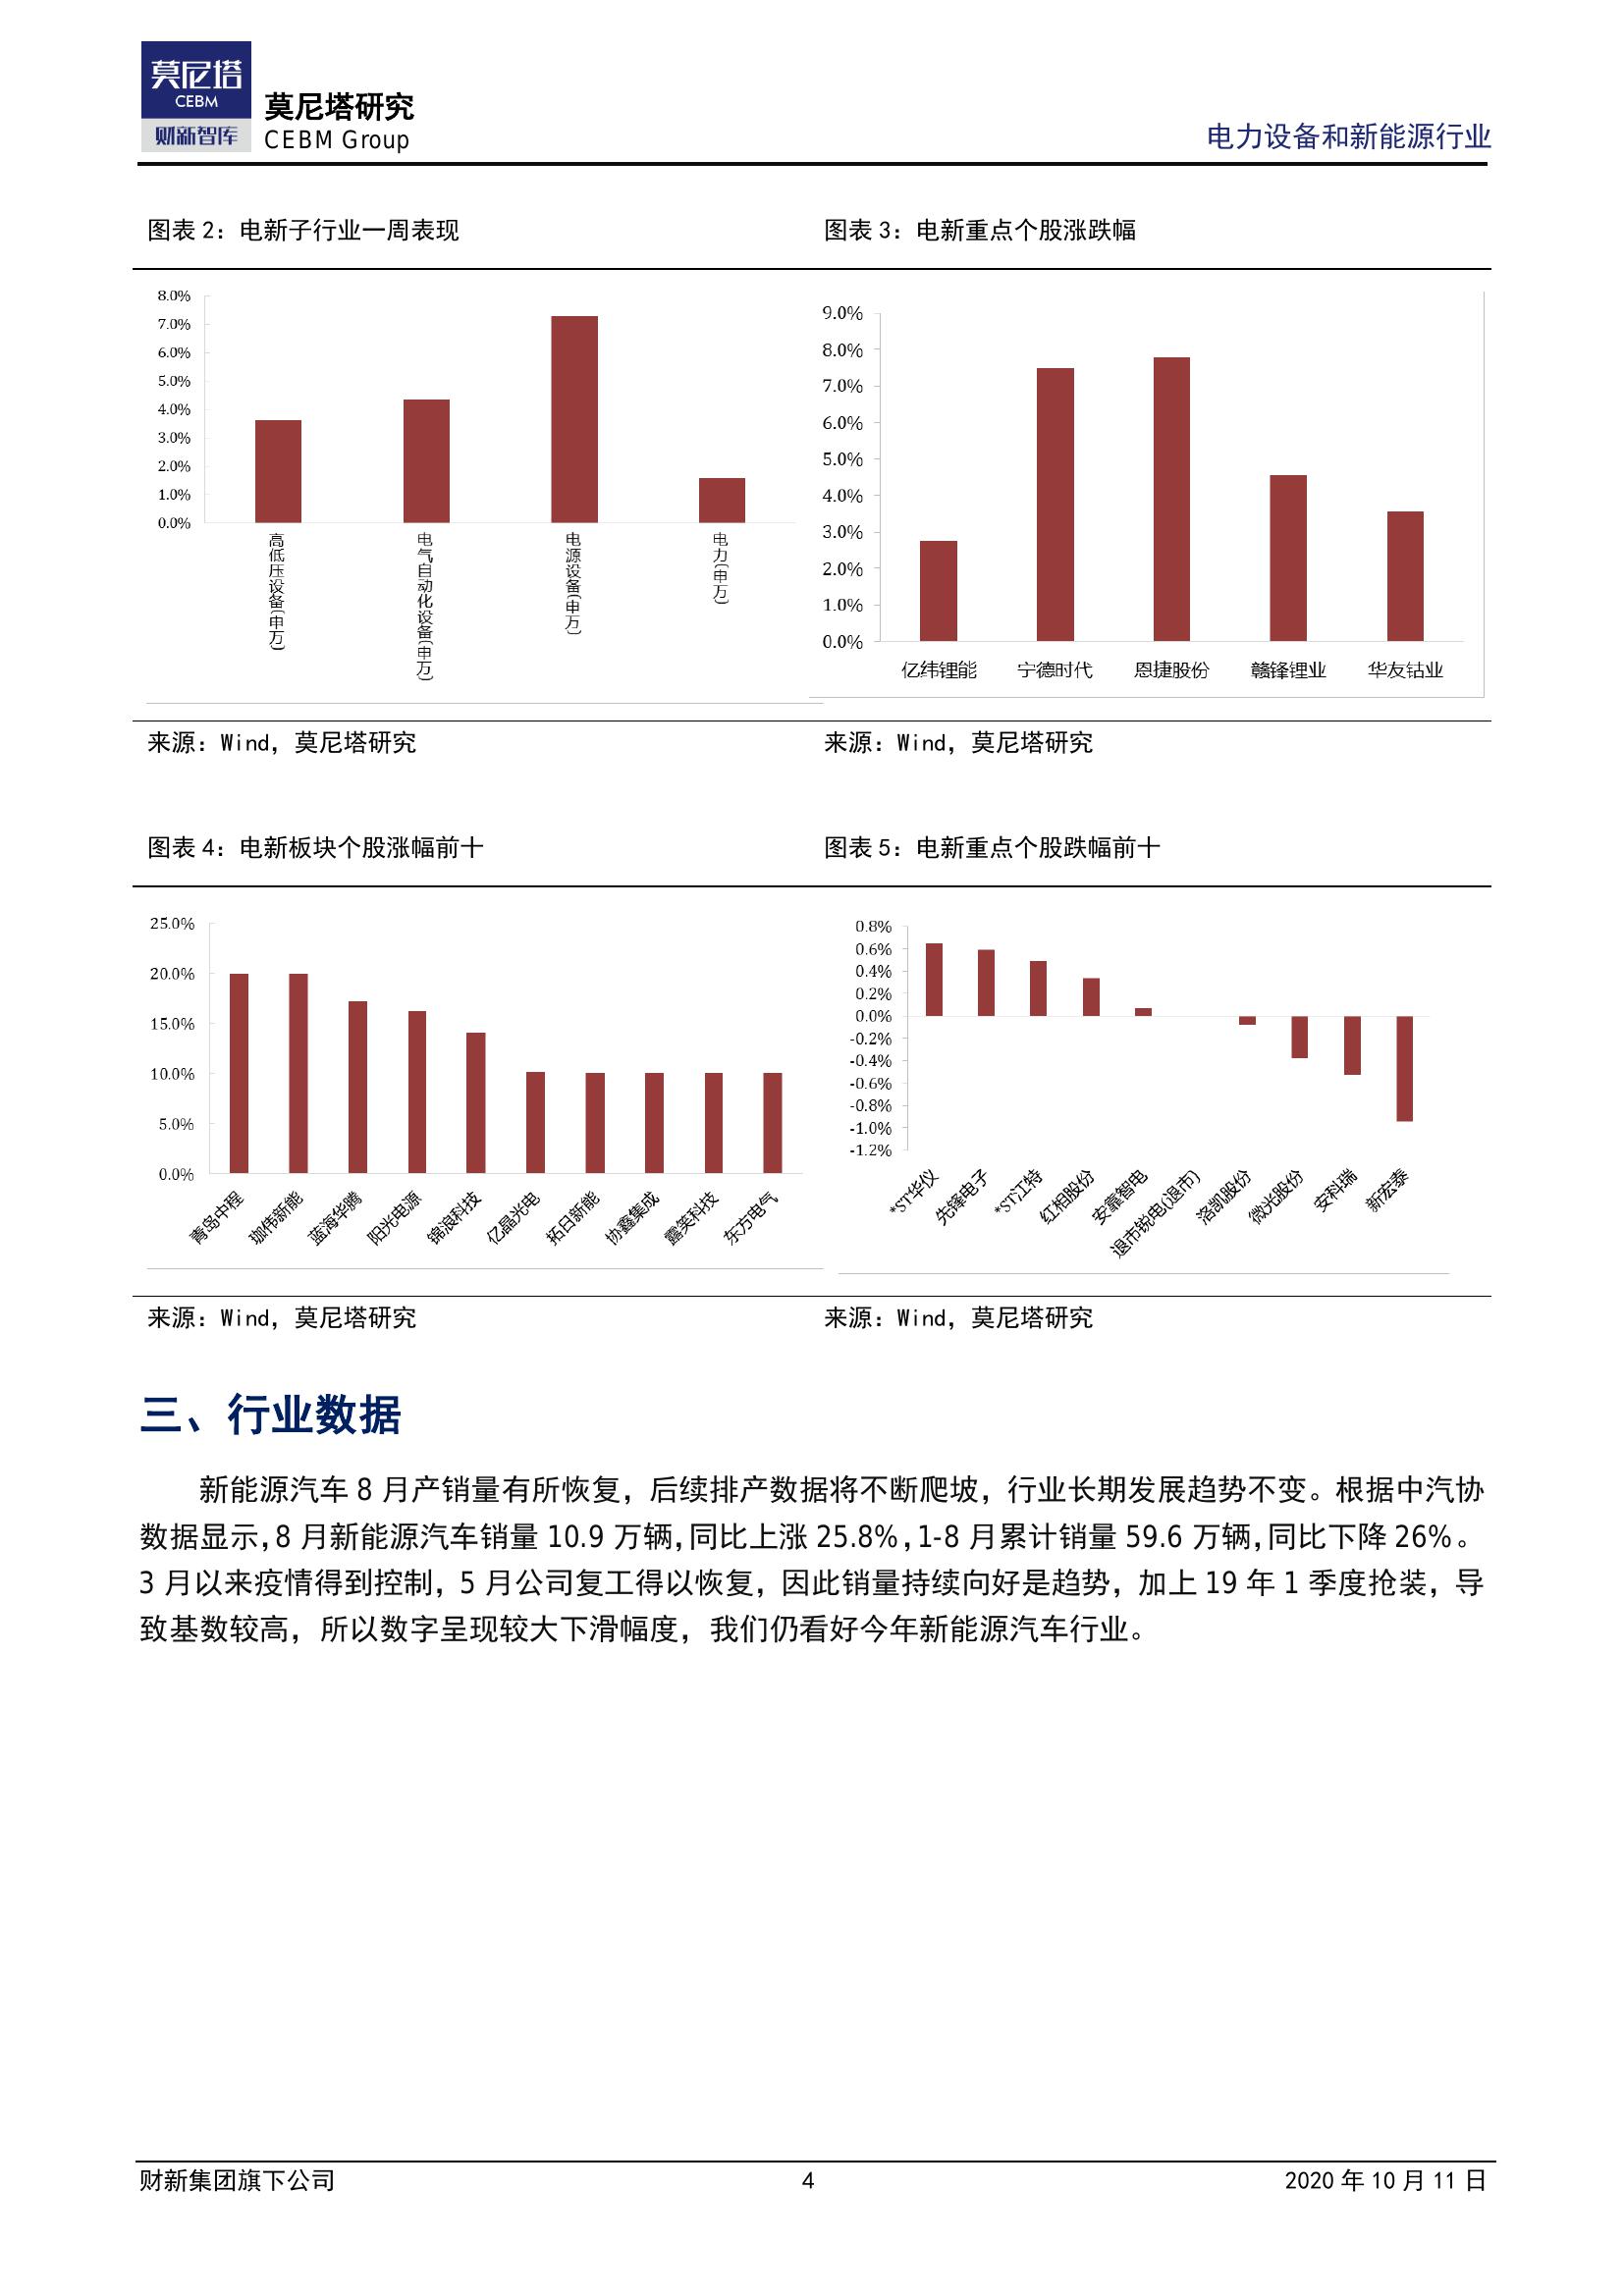 莫尼塔
CEBM
财新智库
莫尼塔研究
CEBM Group
电力设备和新能源行业
图表 2：电新子行业一周表现
8.0%
7.0%
6.0%
5.0%
4.0%
3.0%
2.0%
1.0%
0.0%
高低压设备(申万)
电气自动化设备(申万)
电源设备(申万)
电力(申万)
来源：Wind，莫尼塔研究
图表 3：电新重点个股涨跌幅
9.0%
8.0%
7.0%
6.0%
5.0%
4.0%
3.0%
2.0%
1.0%
0.0%
亿纬锂能
宁德时代
恩捷股份
赣锋锂业
华友钴业
来源：Wind，莫尼塔研究
图表 4：电新板块个股涨幅前十
25.0%
20.0%
15.0%
10.0%
5.0%
0.0%
青岛中程
珈伟新能
蓝海华腾
阳光电源
锦浪科技
亿晶光电
拓日新能
协鑫集成
露笑科技
东方电气
来源：Wind，莫尼塔研究
图表 5：电新重点个股跌幅前十
0.8%
0.6%
0.4%
0.2%
0.0%
-0.2%
-0.4%
-0.6%
-0.8%
-1.0%
-1.2%
*ST华仪
先锋电子
*ST江特
红相股份
安靠智电
退市锐电(退市)
洛凯股份
微光股份
安科瑞
新宏泰
来源：Wind，莫尼塔研究
三、行业数据
新能源汽车 8 月产销量有所恢复，后续排产数据将不断爬坡，行业长期发展趋势不变。根据中汽协
数据显示，8 月新能源汽车销量 10.9 万辆，同比上涨 25.8%，1-8 月累计销量 59.6 万辆，同比下降 26%。
3 月以来疫情得到控制，5 月公司复工得以恢复，因此销量持续向好是趋势，加上 19 年 1 季度抢装，导
致基数较高，所以数字呈现较大下滑幅度，我们仍看好今年新能源汽车行业。
财新集团旗下公司
4
2020 年 10 月 11 日